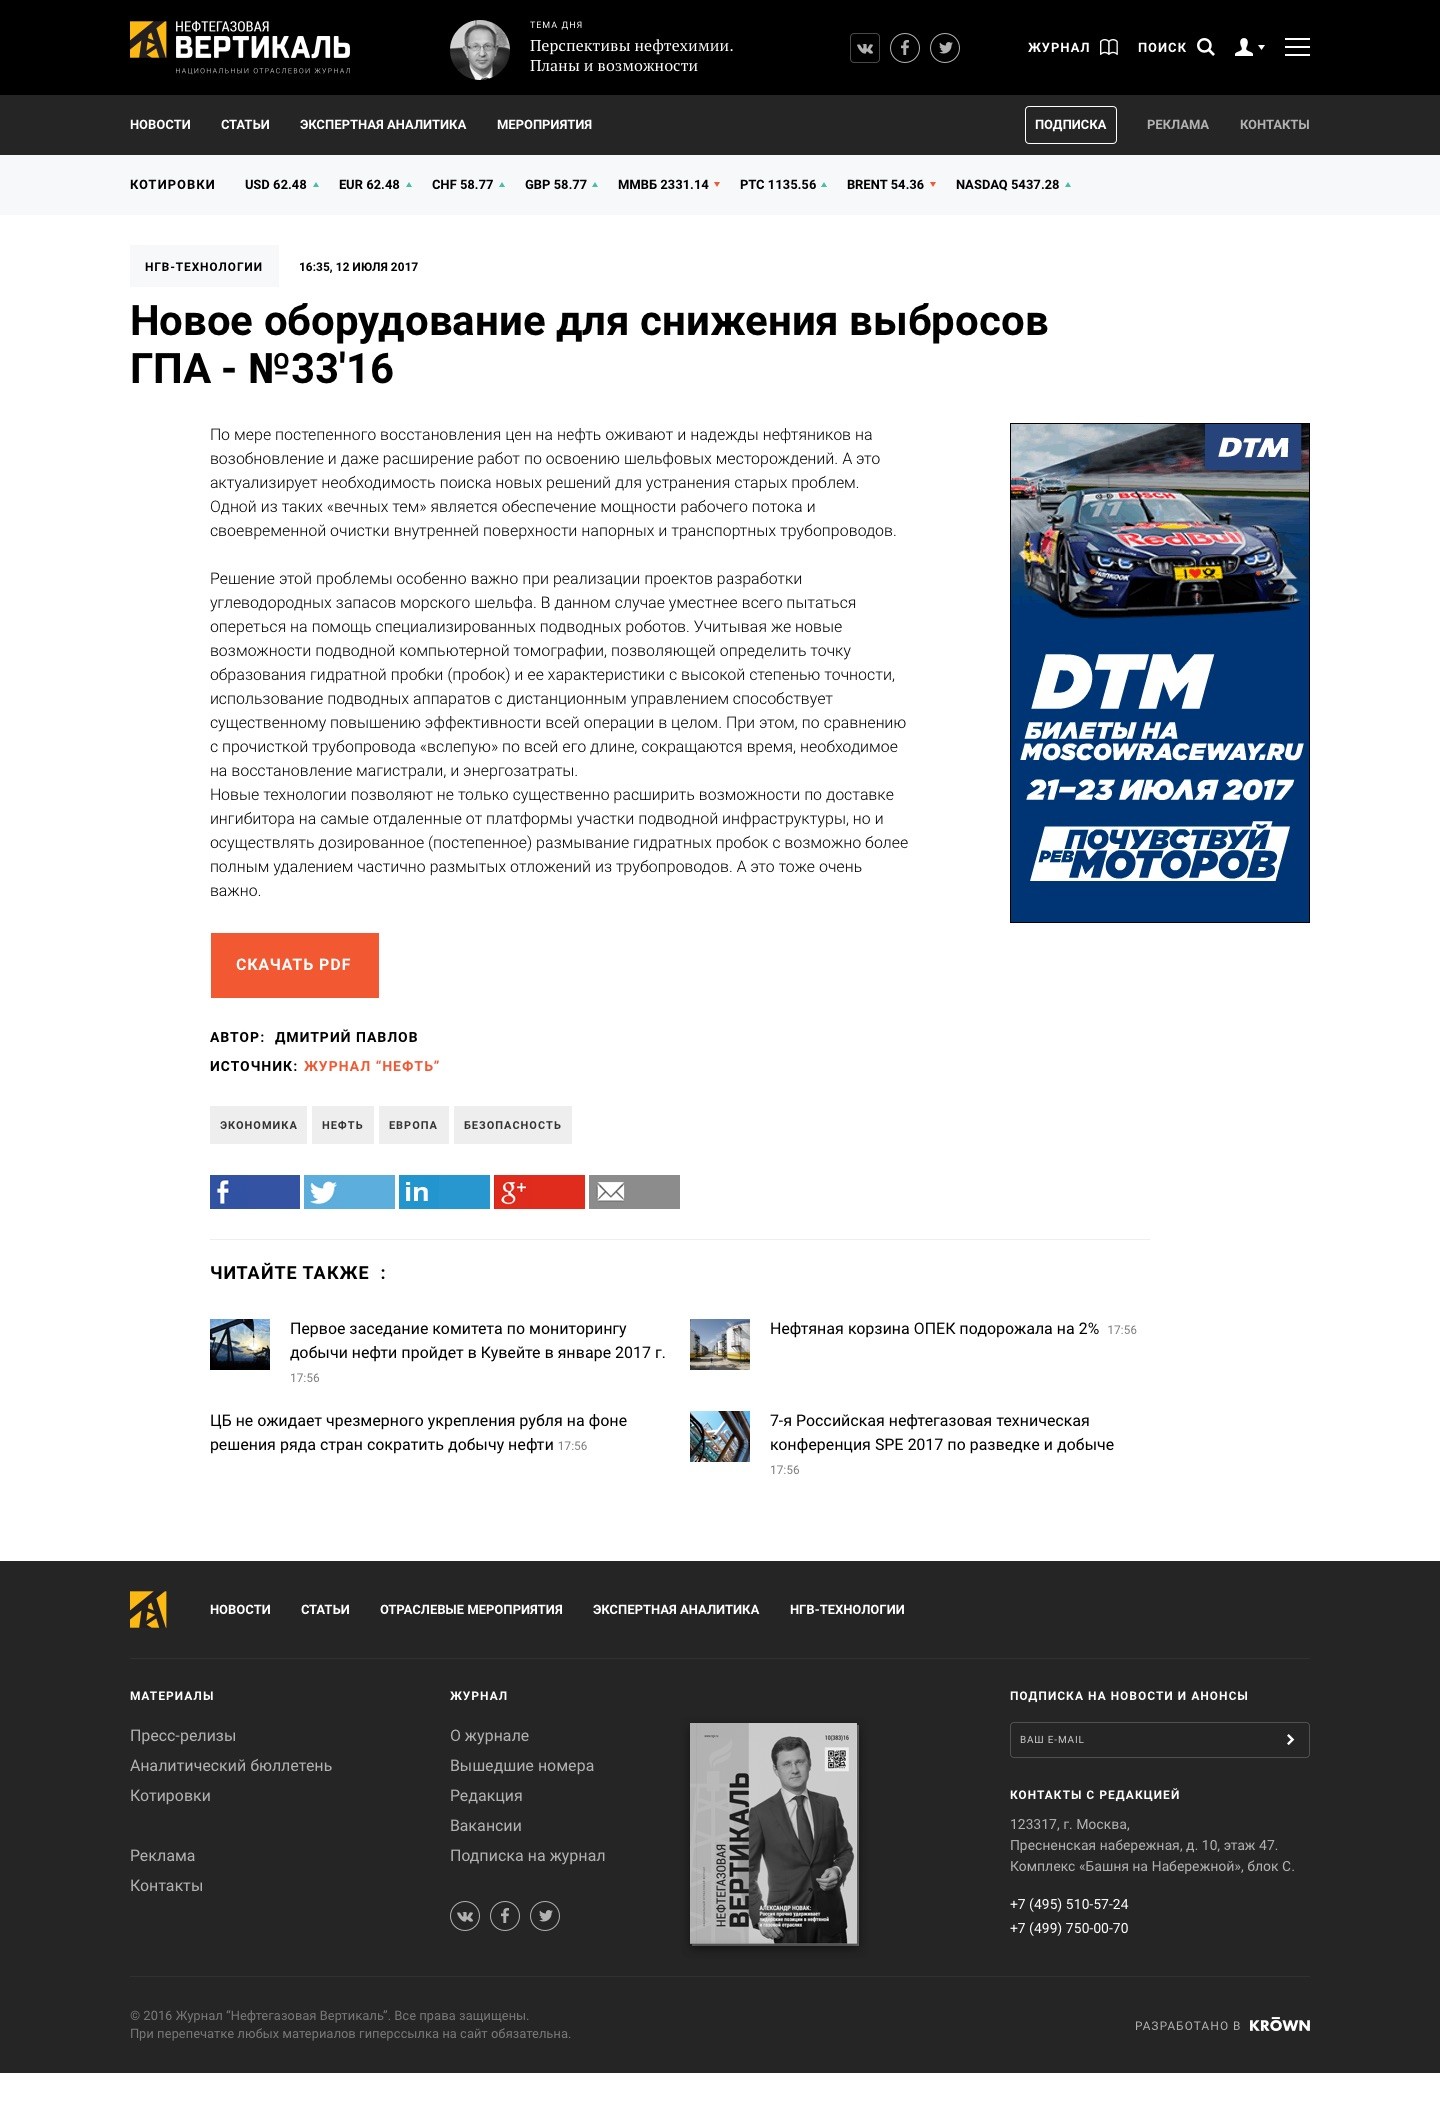 НЕФТЕГАЗОВАЯ
ВЕРТИКАЛЬ
НАЦИОНАЛЬНЫЙ ОТРАСЛЕВОЙ ЖУРНАЛ
ТЕМА ДНЯ
Перспективы нефтехимии.
Планы и возможности
ЖУРНАЛ
ПОИСК
НОВОСТИ СТАТЬИ ЭКСПЕРТНАЯ АНАЛИТИКА МЕРОПРИЯТИЯ ПОДПИСКА РЕКЛАМА КОНТАКТЫ
КОТИРОВКИ USD 62.48 EUR 62.48 CHF 58.77 GBP 58.77 ММВБ 2331.14 РТС 1135.56 BRENT 54.36 NASDAQ 5437.28
НГВ-ТЕХНОЛОГИИ 16:35, 12 ИЮЛЯ 2017
Новое оборудование для снижения выбросов
ГПА - №33'16
По мере постепенного восстановления цен на нефть оживают и надежды нефтяников на
возобновление и даже расширение работ по освоению шельфовых месторождений. А это
актуализирует необходимость поиска новых решений для устранения старых проблем.
Одной из таких «вечных тем» является обеспечение мощности рабочего потока и
своевременной очистки внутренней поверхности напорных и транспортных трубопроводов.
Решение этой проблемы особенно важно при реализации проектов разработки
углеводородных запасов морского шельфа. В данном случае уместнее всего пытаться
опереться на помощь специализированных подводных роботов. Учитывая же новые
возможности подводной компьютерной томографии, позволяющей определить точку
образования гидратной пробки (пробок) и ее характеристики с высокой степенью точности,
использование подводных аппаратов с дистанционным управлением способствует
существенному повышению эффективности всей операции в целом. При этом, по сравнению
с прочисткой трубопровода «вслепую» по всей его длине, сокращаются время, необходимое
на восстановление магистрали, и энергозатраты.
Новые технологии позволяют не только существенно расширить возможности по доставке
ингибитора на самые отдаленные от платформы участки подводной инфраструктуры, но и
осуществлять дозированное (постепенное) размывание гидратных пробок с возможно более
полным удалением частично размытых отложений из трубопроводов. А это тоже очень
важно.
DTM
BOSCH
11
Red Bull
HANKOOK
DTM
БИЛЕТЫ НА
MOSCOWRACEWAY.RU
21–23 ИЮЛЯ 2017
ПОЧУВСТВУЙ
РЕВ МОТОРОВ
СКАЧАТЬ PDF
АВТОР: ДМИТРИЙ ПАВЛОВ
ИСТОЧНИК: ЖУРНАЛ “НЕФТЬ”
ЭКОНОМИКА НЕФТЬ ЕВРОПА БЕЗОПАСНОСТЬ
ЧИТАЙТЕ ТАКЖЕ :
Первое заседание комитета по мониторингу
добычи нефти пройдет в Кувейте в январе 2017 г.
17:56
Нефтяная корзина ОПЕК подорожала на 2% 17:56
ЦБ не ожидает чрезмерного укрепления рубля на фоне
решения ряда стран сократить добычу нефти 17:56
7-я Российская нефтегазовая техническая
конференция SPE 2017 по разведке и добыче
17:56
НОВОСТИ СТАТЬИ ОТРАСЛЕВЫЕ МЕРОПРИЯТИЯ ЭКСПЕРТНАЯ АНАЛИТИКА НГВ-ТЕХНОЛОГИИ
МАТЕРИАЛЫ
Пресс-релизы
Аналитический бюллетень
Котировки
Реклама
Контакты
ЖУРНАЛ
О журнале
Вышедшие номера
Редакция
Вакансии
Подписка на журнал
10(383)16
НЕФТЕГАЗОВАЯ
ВЕРТИКАЛЬ
АЛЕКСАНДР НОВАК:
Россия прочно удерживает
лидерские позиции в нефтяной
и газовой отраслях
ПОДПИСКА НА НОВОСТИ И АНОНСЫ
ВАШ E-MAIL
КОНТАКТЫ С РЕДАКЦИЕЙ
123317, г. Москва,
Пресненская набережная, д. 10, этаж 47.
Комплекс «Башня на Набережной», блок С.
+7 (495) 510-57-24
+7 (499) 750-00-70
© 2016 Журнал “Нефтегазовая Вертикаль”. Все права защищены.
При перепечатке любых материалов гиперссылка на сайт обязательна.
РАЗРАБОТАНО В KRŌWN